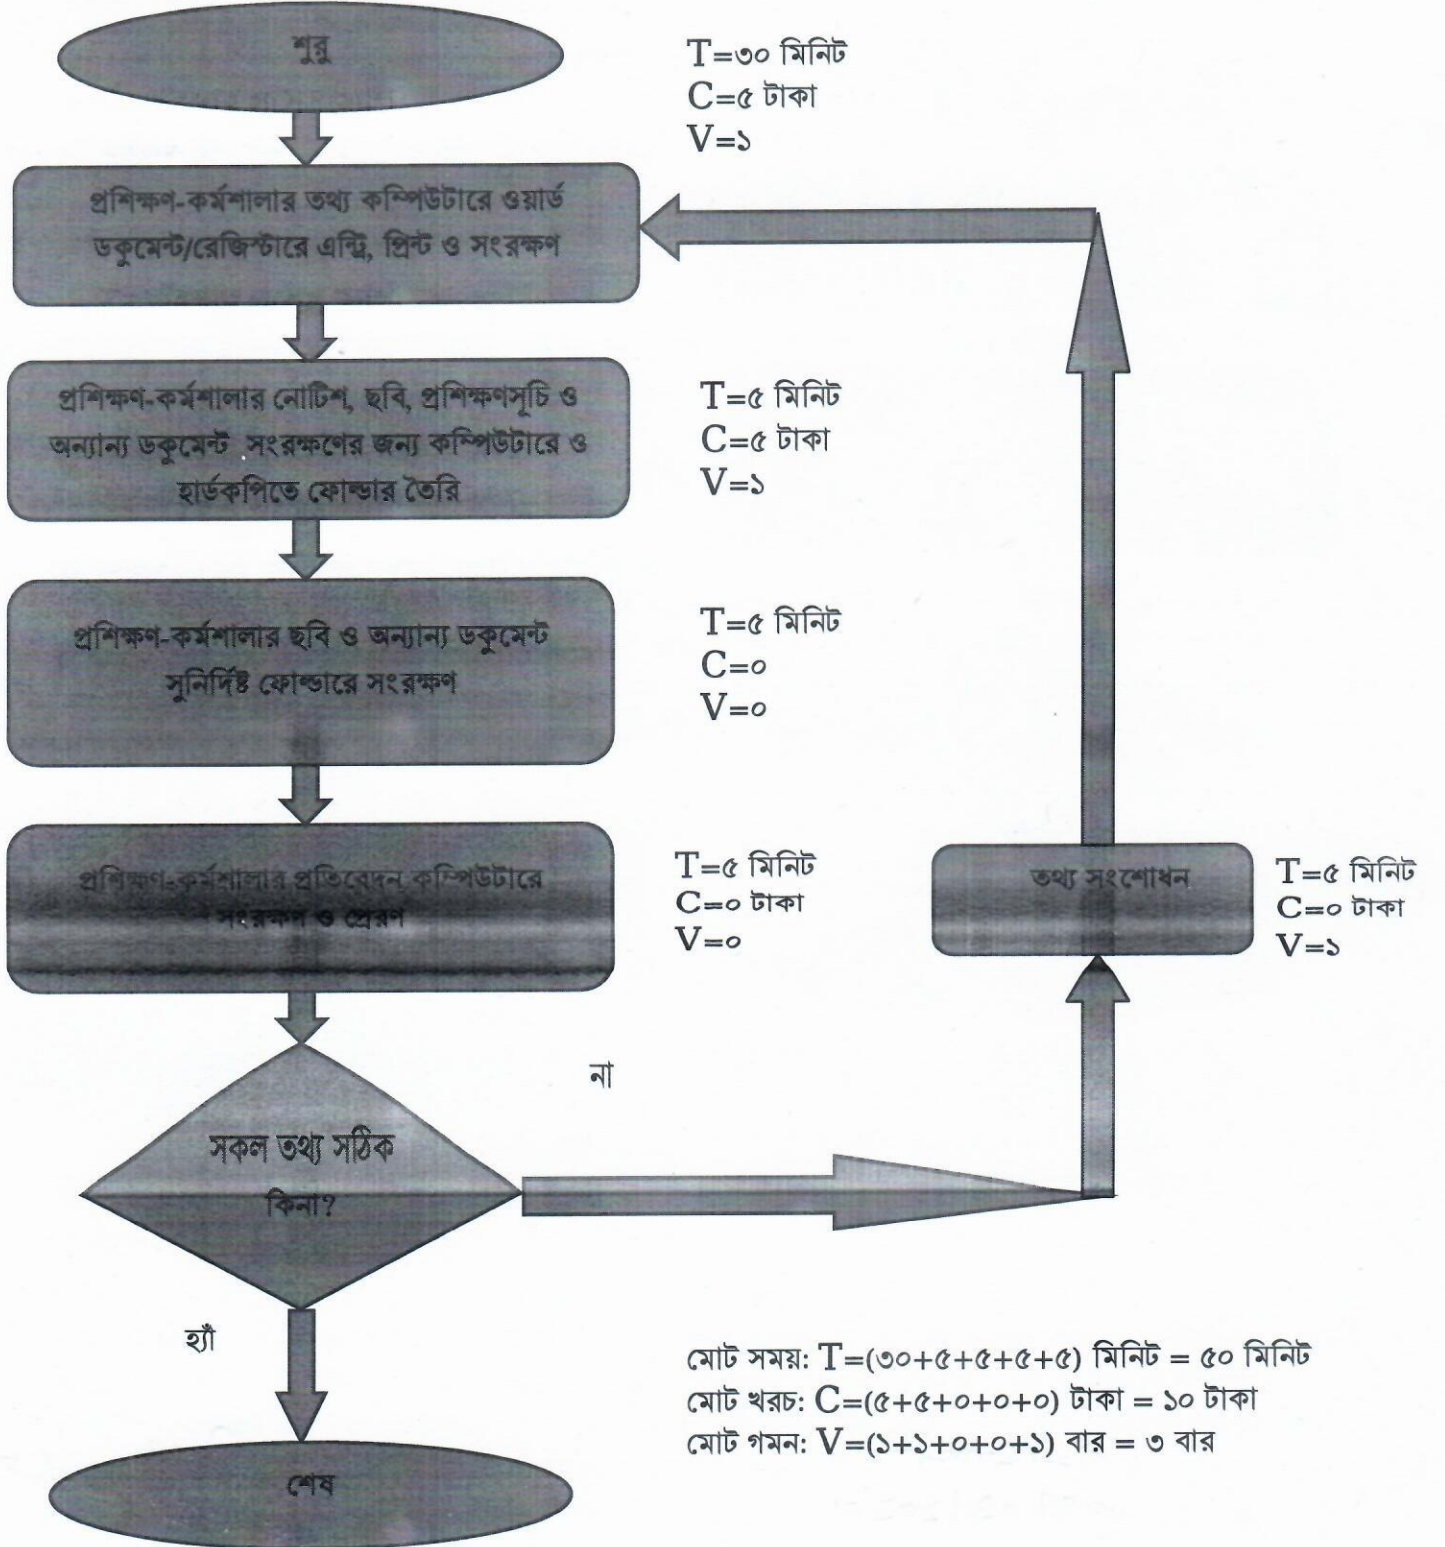 শুরু
T=৩০ মিনিট
C=৫ টাকা
V=১
প্রশিক্ষণ-কর্মশালার তথ্য কম্পিউটারে ওয়ার্ড
ডকুমেন্ট/রেজিস্টারে এন্ট্রি, প্রিন্ট ও সংরক্ষণ
প্রশিক্ষণ-কর্মশালার নোটিশ, ছবি, প্রশিক্ষণসূচি ও
অন্যান্য ডকুমেন্ট সংরক্ষণের জন্য কম্পিউটারে ও
হার্ডকপিতে ফোল্ডার তৈরি
T=৫ মিনিট
C=৫ টাকা
V=১
প্রশিক্ষণ-কর্মশালার ছবি ও অন্যান্য ডকুমেন্ট
সুনির্দিষ্ট ফোল্ডারে সংরক্ষণ
T=৫ মিনিট
C=০
V=০
প্রশিক্ষণ-কর্মশালার প্রতিবেদন কম্পিউটারে
সংরক্ষণ ও প্রেরণ
T=৫ মিনিট
C=০ টাকা
V=০
তথ্য সংশোধন
T=৫ মিনিট
C=০ টাকা
V=১
না
সকল তথ্য সঠিক
কিনা?
হ্যাঁ
মোট সময়: T=(৩০+৫+৫+৫+৫) মিনিট = ৫০ মিনিট
মোট খরচ: C=(৫+৫+০+০+০) টাকা = ১০ টাকা
মোট গমন: V=(১+১+০+০+১) বার = ৩ বার
শেষ